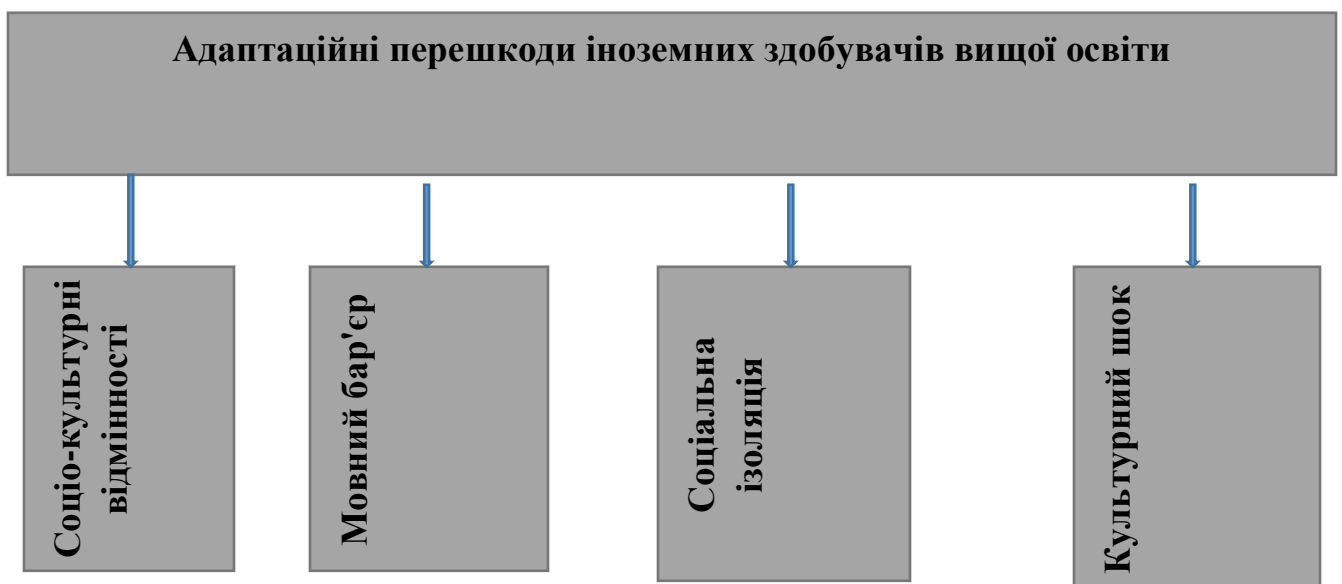 Адаптаційні перешкоди іноземних здобувачів вищої освіти
Соціо-культурні
відмінності
Мовний бар'єр
Соціальна
ізоляція
Культурний шок